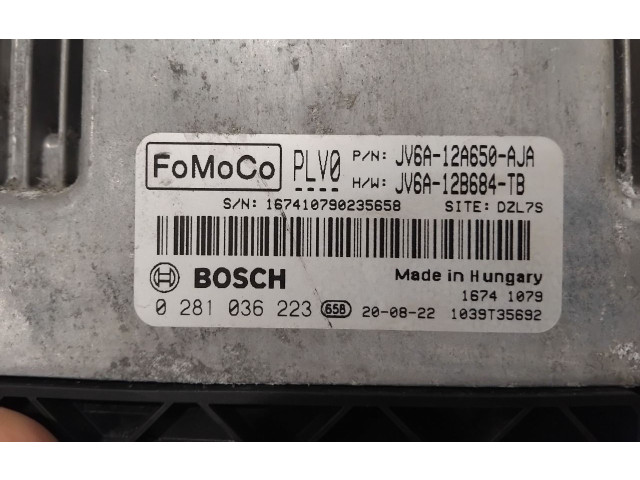 FoMoCo PLV0 P/N: JV6A-12A650-AJA
H/W: JV6A-12B684-TB
S/N: 167410790235658 SITE: DZL7S
BOSCH Made in Hungary
1674 1079
0 281 036 223 658 20-08-22 1039T35692